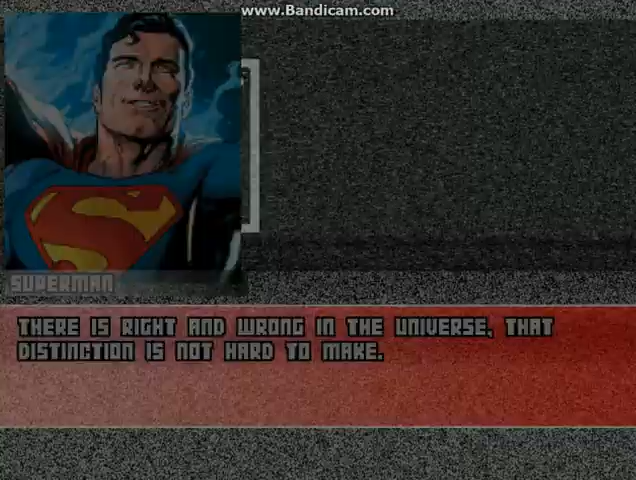 www.Bandicam.com
SUPERMAN
THERE IS RIGHT AND WRONG IN THE UNIVERSE, THAT
DISTINCTION IS NOT HARD TO MAKE.